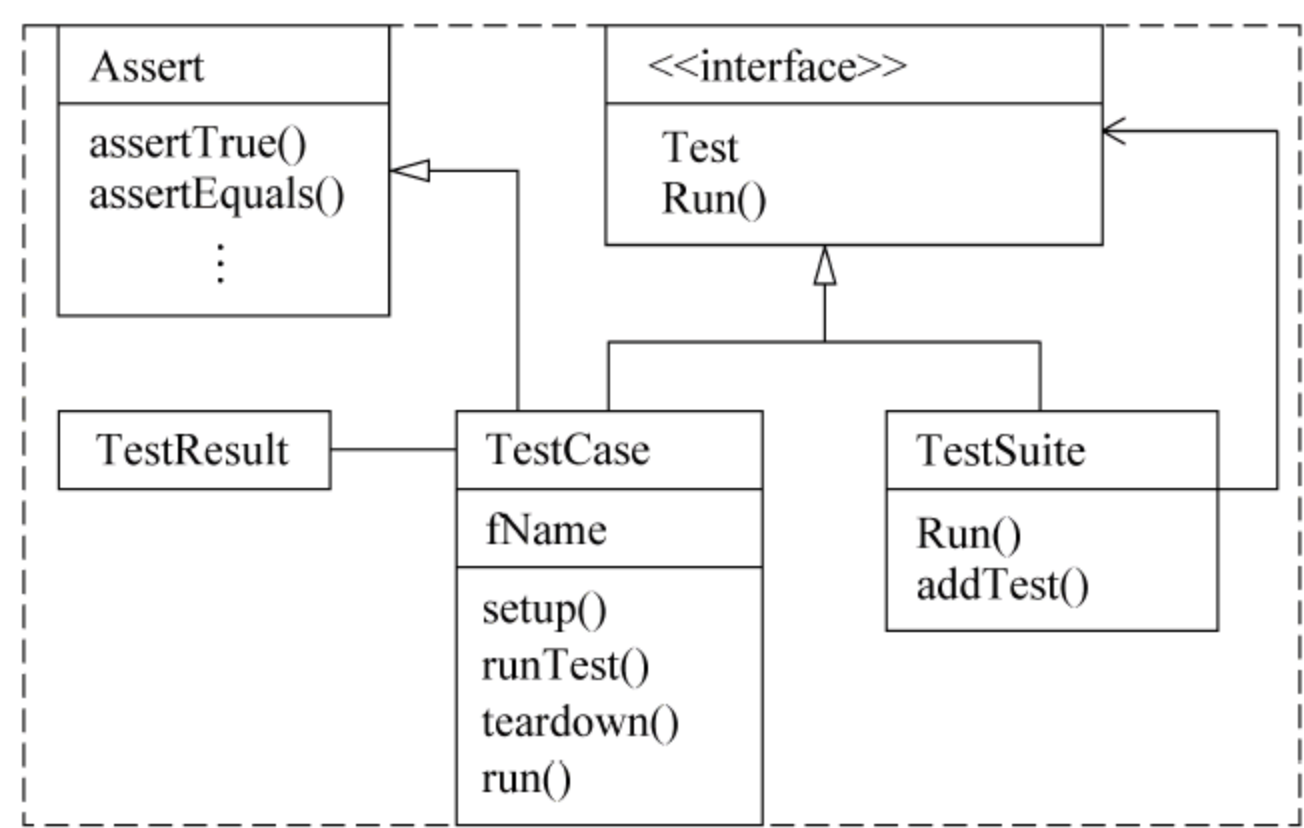 Assert
assertTrue()
assertEquals()
⋮
<<interface>>
Test
Run()
TestResult
TestCase
fName
setup()
runTest()
teardown()
run()
TestSuite
Run()
addTest()